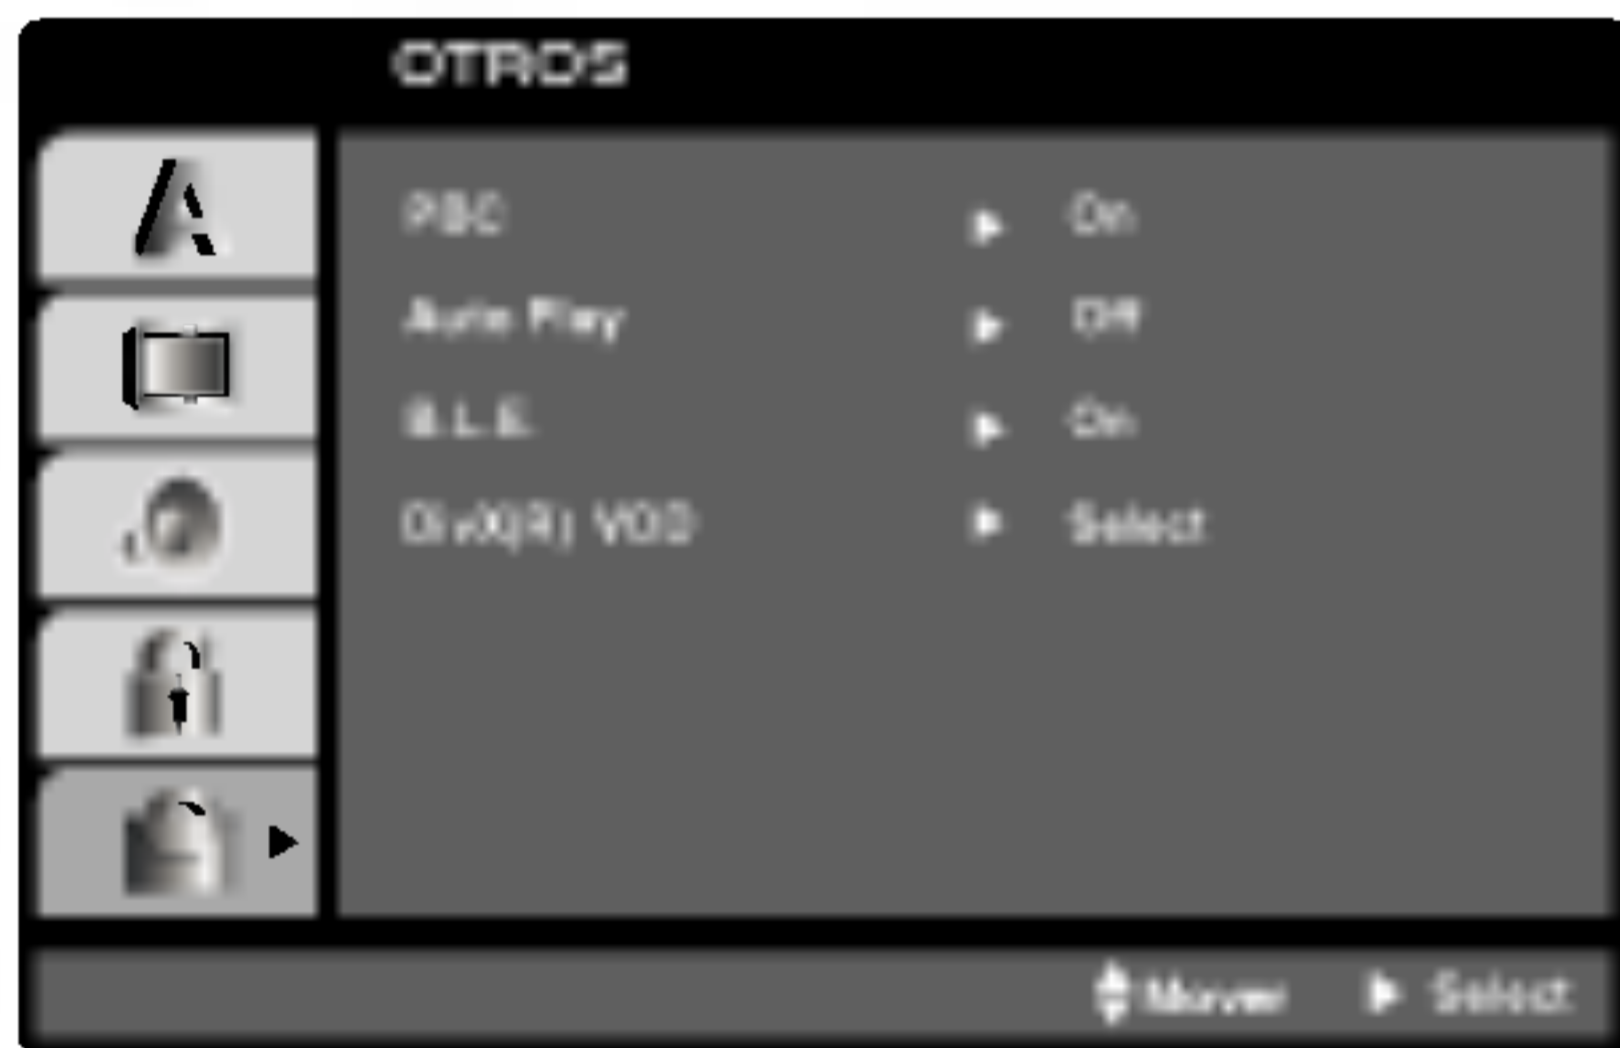 OTROS
PBC On
Auto Play Off
B.L.E. On
DivX(R) VOD Select
Mover Select